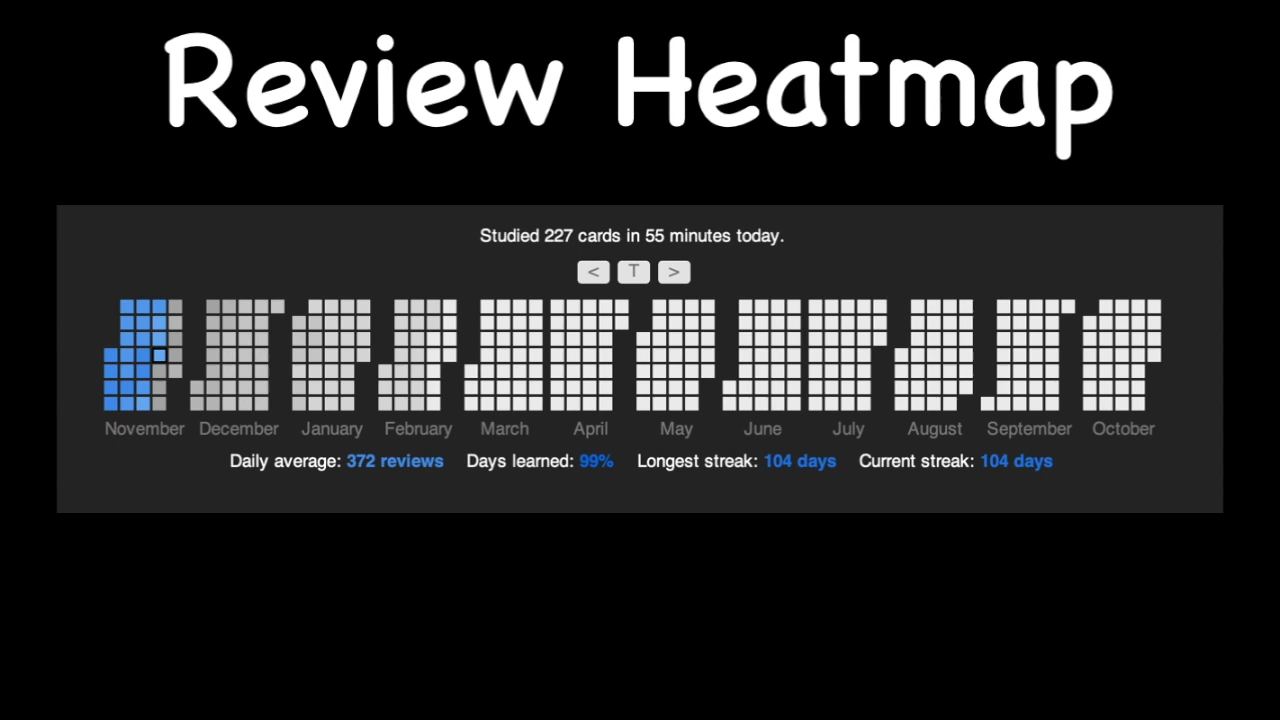 Review Heatmap
Studied 227 cards in 55 minutes today.
< T >
November December January February March April May June July August September October
Daily average: 372 reviews Days learned: 99% Longest streak: 104 days Current streak: 104 days